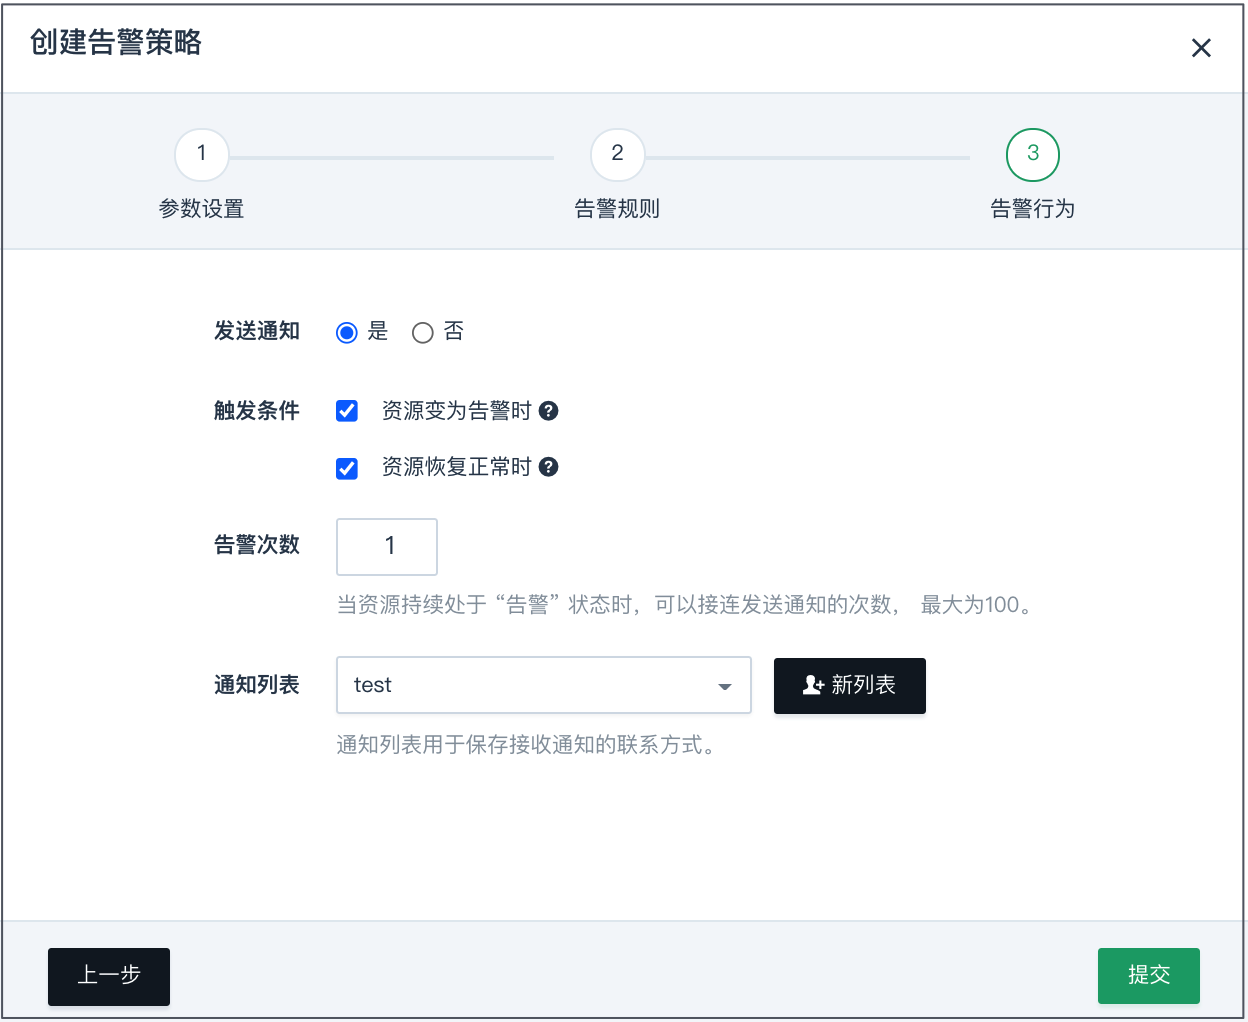 创建告警策略
1
2
3
参数设置
告警规则
告警行为
发送通知 是 否
触发条件 资源变为告警时 ?
资源恢复正常时 ?
告警次数 1
当资源持续处于 “告警” 状态时，可以接连发送通知的次数， 最大为100。
通知列表 test 新列表
通知列表用于保存接收通知的联系方式。
上一步 提交